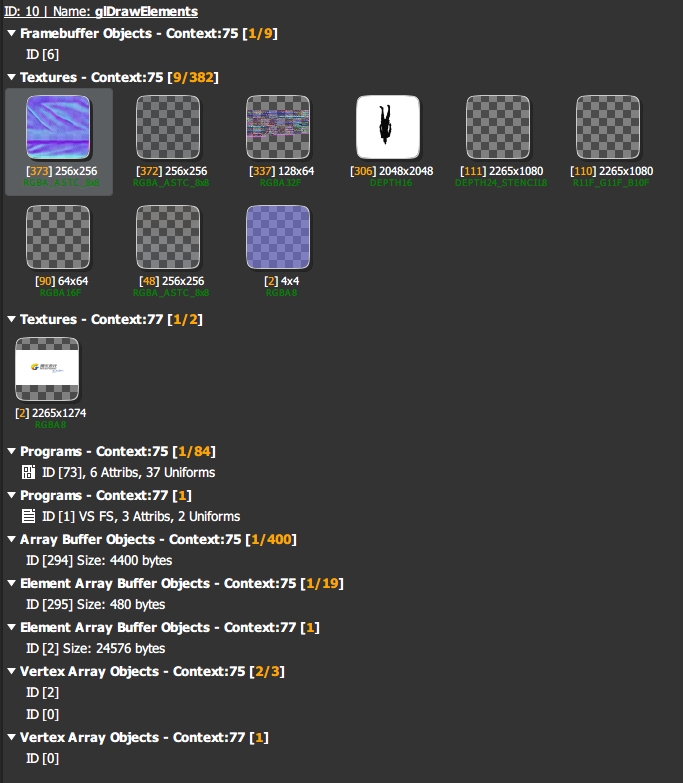 ID: 10 | Name: glDrawElements
Framebuffer Objects - Context:75 [1/9]
ID [6]
Textures - Context:75 [9/382]
[373] 256x256
RGBA_ASTC_8x8
[372] 256x256
RGBA_ASTC_8x8
[337] 128x64
RGBA32F
[306] 2048x2048
DEPTH16
[111] 2265x1080
DEPTH24_STENCIL8
[110] 2265x1080
R11F_G11F_B10F
[90] 64x64
RGBA16F
[48] 256x256
RGBA_ASTC_8x8
[2] 4x4
RGBA8
Textures - Context:77 [1/2]
[2] 2265x1274
RGBA8
Programs - Context:75 [1/84]
ID [73], 6 Attribs, 37 Uniforms
Programs - Context:77 [1]
ID [1] VS FS, 3 Attribs, 2 Uniforms
Array Buffer Objects - Context:75 [1/400]
ID [294] Size: 4400 bytes
Element Array Buffer Objects - Context:75 [1/19]
ID [295] Size: 480 bytes
Element Array Buffer Objects - Context:77 [1]
ID [2] Size: 24576 bytes
Vertex Array Objects - Context:75 [2/3]
ID [2]
ID [0]
Vertex Array Objects - Context:77 [1]
ID [0]